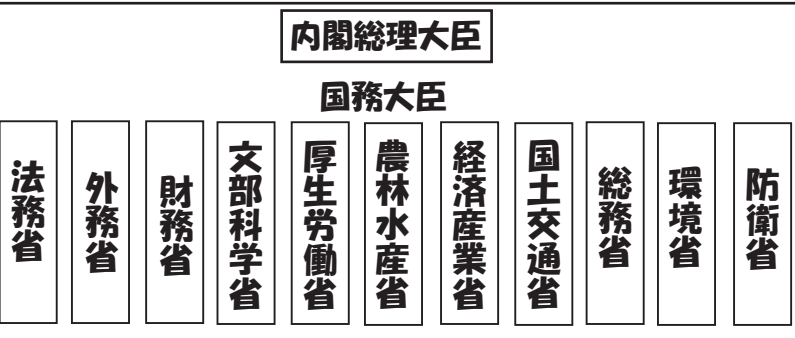 内閣総理大臣
国務大臣
法務省
外務省
財務省
文部科学省
厚生労働省
農林水産省
経済産業省
国土交通省
総務省
環境省
防衛省